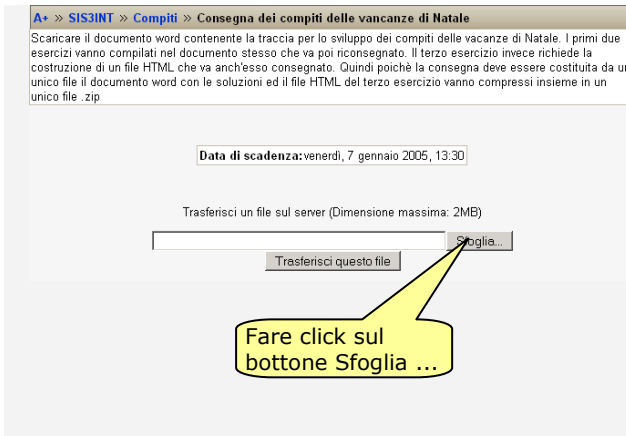 A+ » SIS3INT » Compiti » Consegna dei compiti delle vancanze di Natale
Scaricare il documento word contenente la traccia per lo sviluppo dei compiti delle vacanze di Natale. I primi due
esercizi vanno compilati nel documento stesso che va poi riconsegnato. Il terzo esercizio invece richiede la
costruzione di un file HTML che va anch'esso consegnato. Quindi poichè la consegna deve essere costituita da un
unico file il documento word con le soluzioni ed il file HTML del terzo esercizio vanno compressi insieme in un
unico file .zip
Data di scadenza: venerdì, 7 gennaio 2005, 13:30
Trasferisci un file sul server (Dimensione massima: 2MB)
Sfoglia...
Trasferisci questo file
Fare click sul
bottone Sfoglia ...